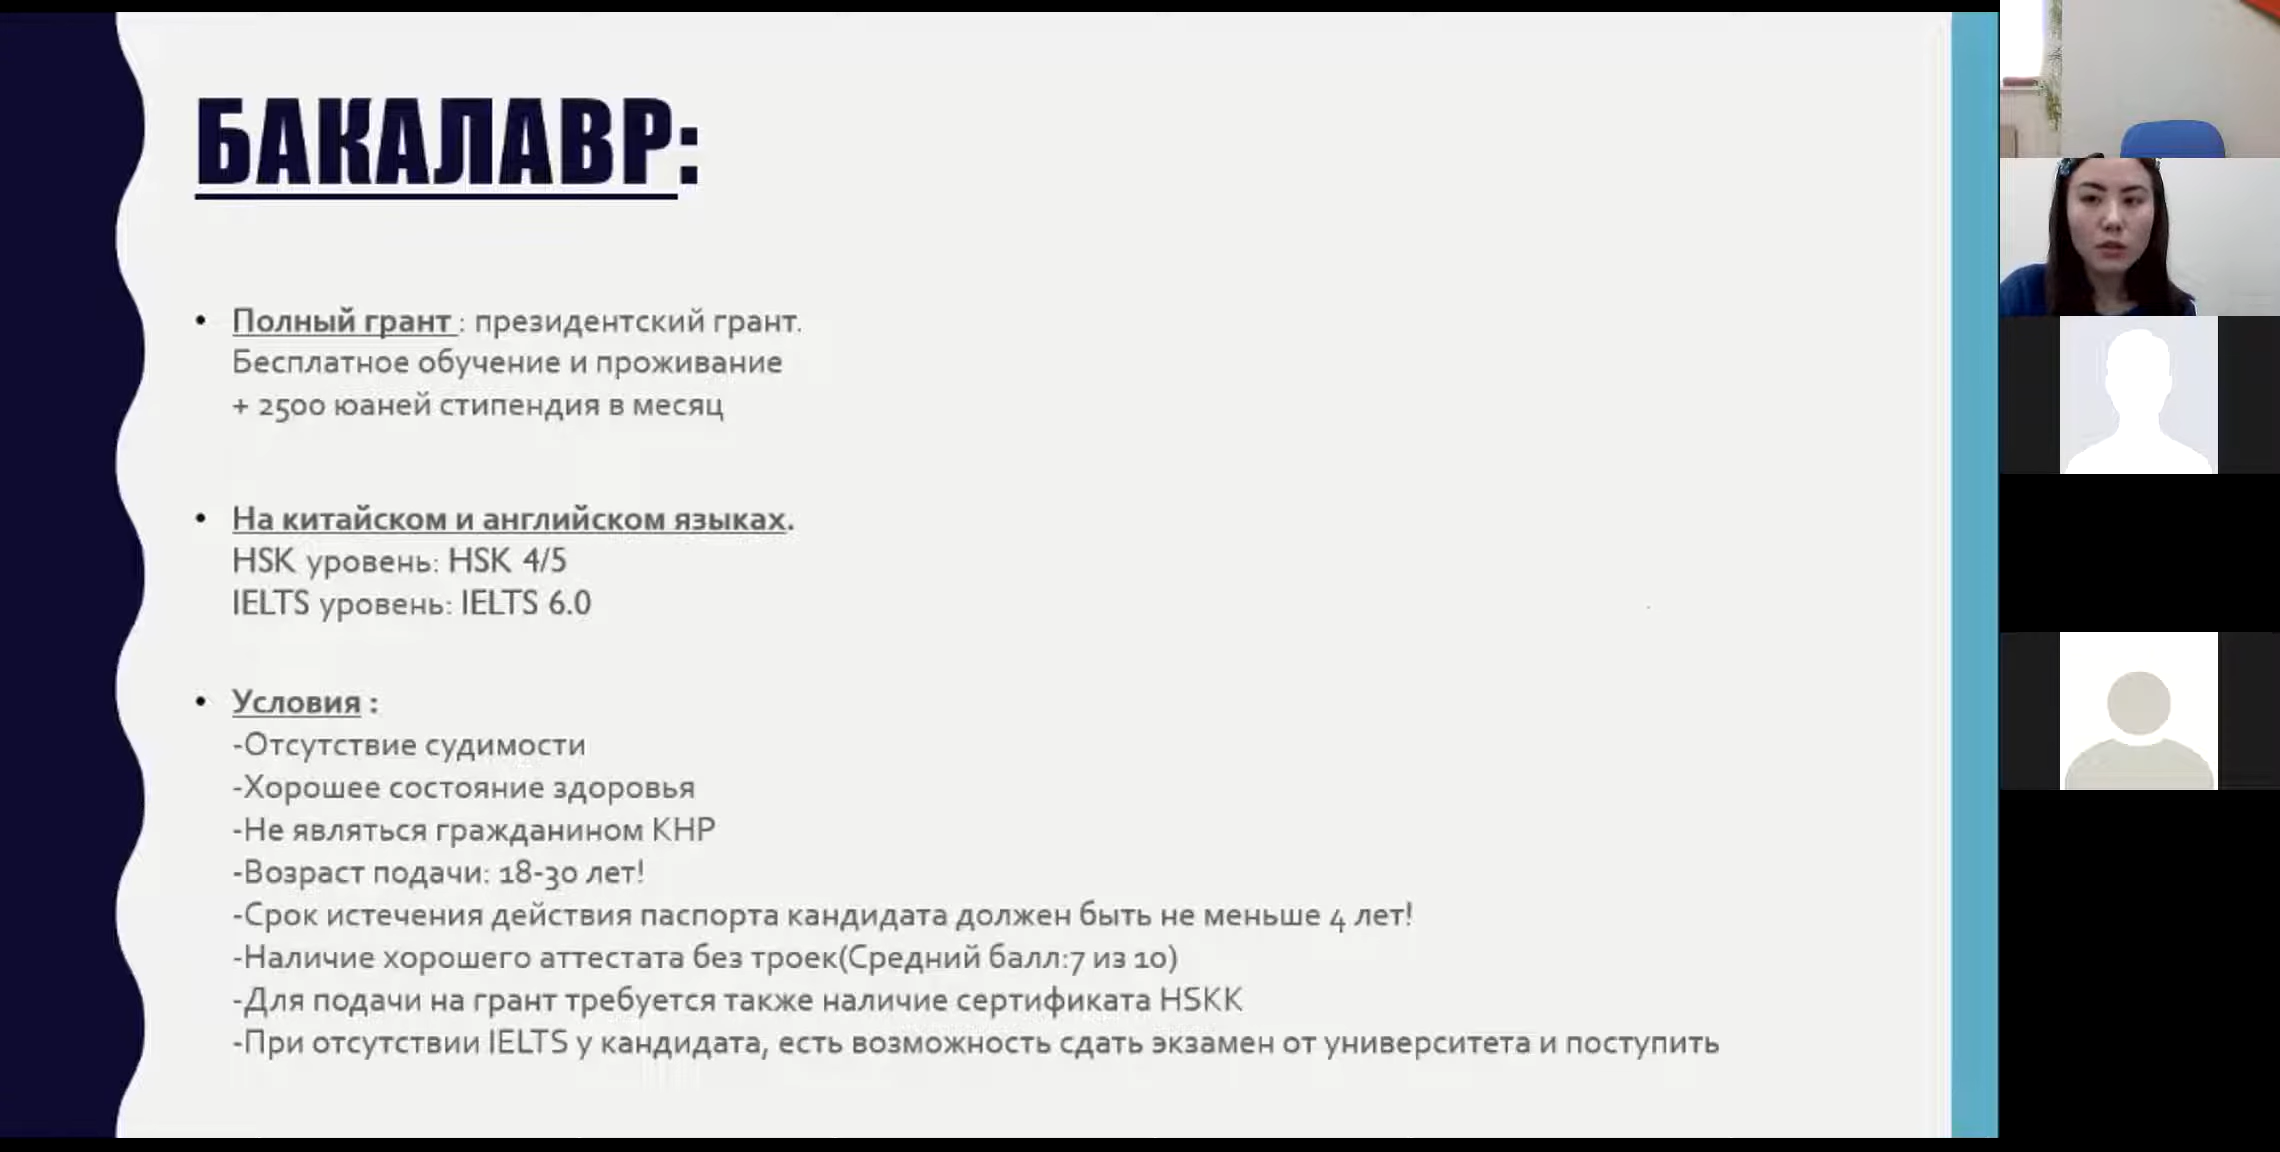 БАКАЛАВР:
• Полный грант : президентский грант.
Бесплатное обучение и проживание
+ 2500 юаней стипендия в месяц
• На китайском и английском языках.
HSK уровень: HSK 4/5
IELTS уровень: IELTS 6.0
• Условия :
-Отсутствие судимости
-Хорошее состояние здоровья
-Не являться гражданином КНР
-Возраст подачи: 18-30 лет!
-Срок истечения действия паспорта кандидата должен быть не меньше 4 лет!
-Наличие хорошего аттестата без троек(Средний балл:7 из 10)
-Для подачи на грант требуется также наличие сертификата HSKK
-При отсутствии IELTS у кандидата, есть возможность сдать экзамен от университета и поступить